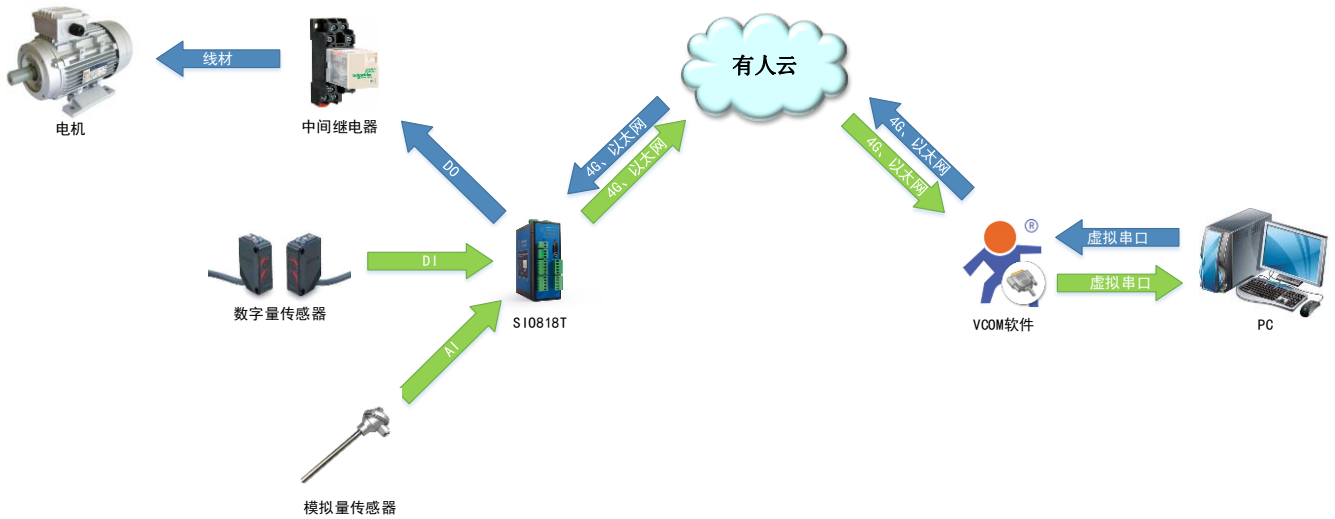 有人云
线材
电机
中间继电器
DO
4G、以太网
4G、以太网
4G、以太网
4G、以太网
DI
数字量传感器
SIO818T
AI
模拟量传感器
®
虚拟串口
虚拟串口
VCOM软件
PC